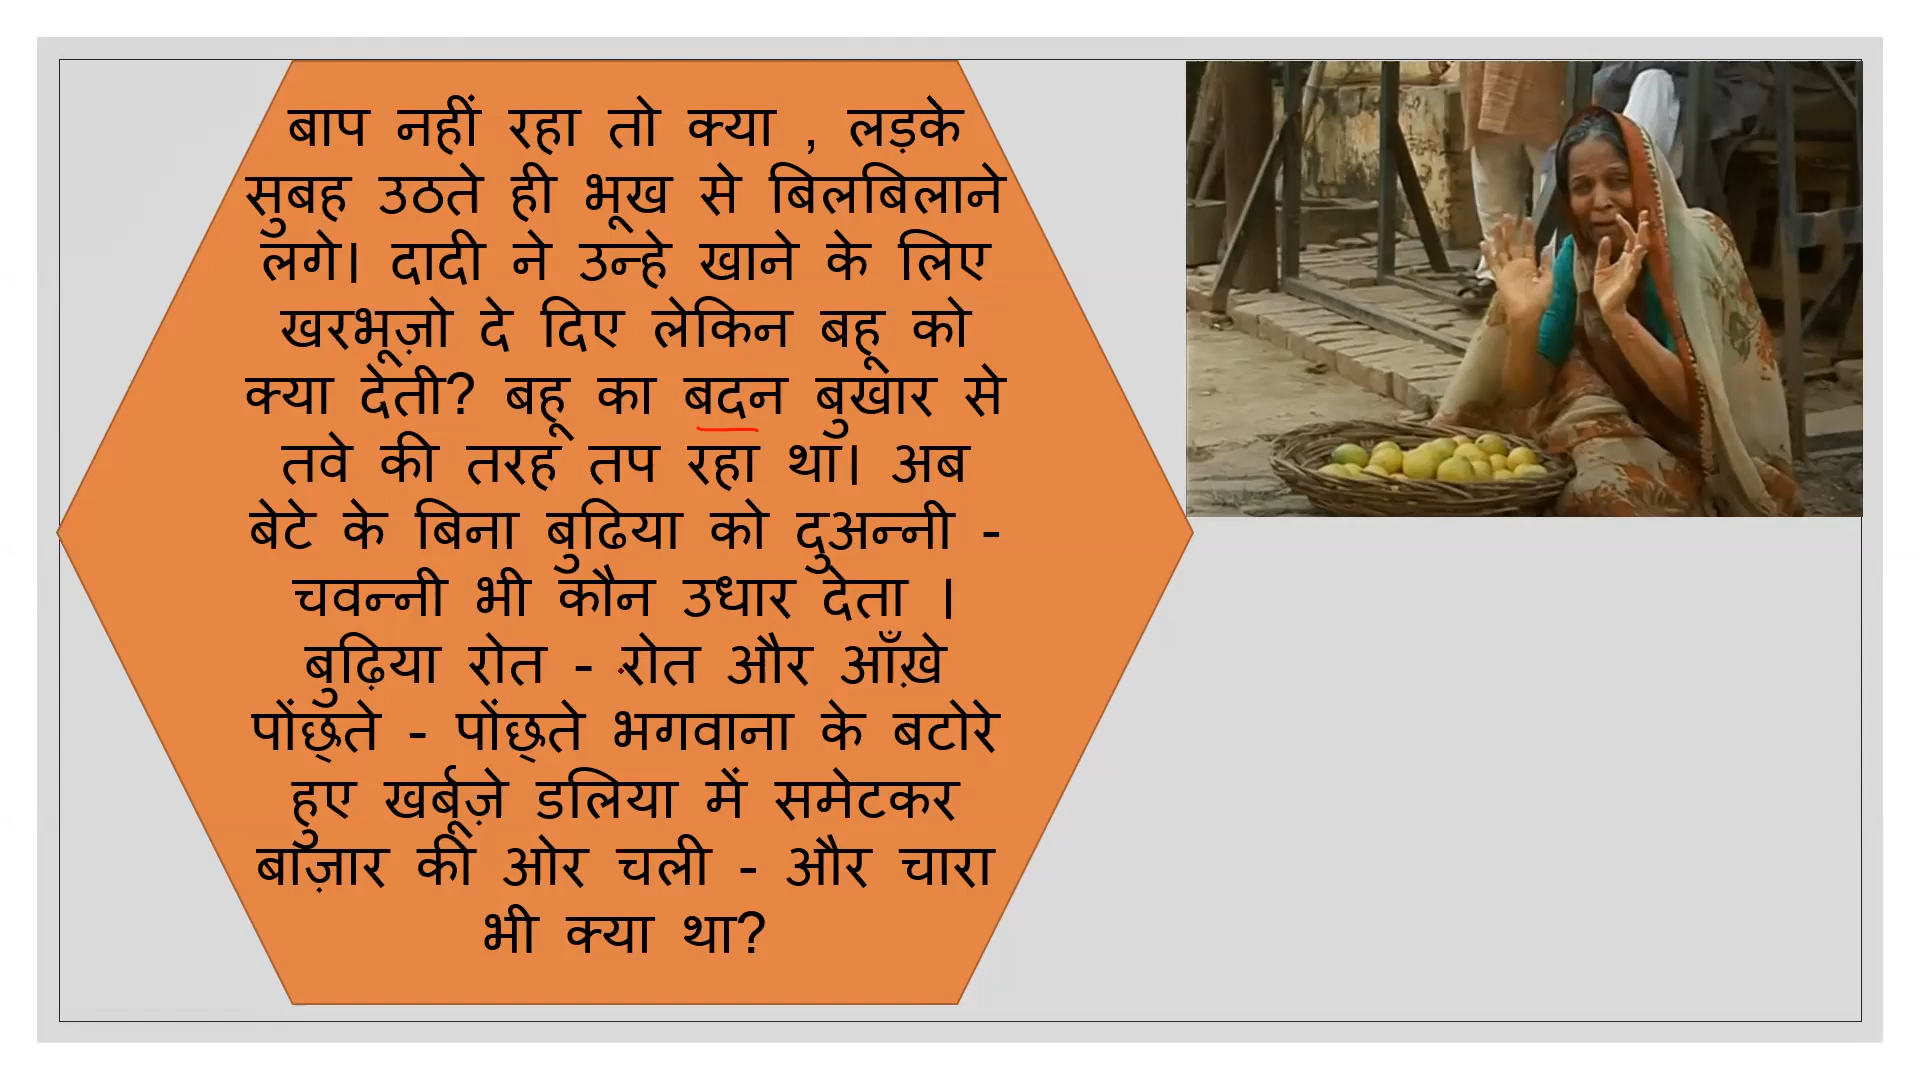 बाप नहीं रहा तो क्या , लड़के
सुबह उठते ही भूख से बिलबिलाने
लगे। दादी ने उन्हे खाने के लिए
खरभूज़ो दे दिए लेकिन बहू को
क्या देती? बहू का बदन बुखार से
तवे की तरह तप रहा था। अब
बेटे के बिना बुढिया को दुअन्नी -
चवन्नी भी कौन उधार देता ।
बुढ़िया रोत - रोत और आँख़े
पोंछ्ते - पोंछ्ते भगवाना के बटोरे
हुए खर्बूज़े डलिया में समेटकर
बाज़ार की ओर चली - और चारा
भी क्या था?